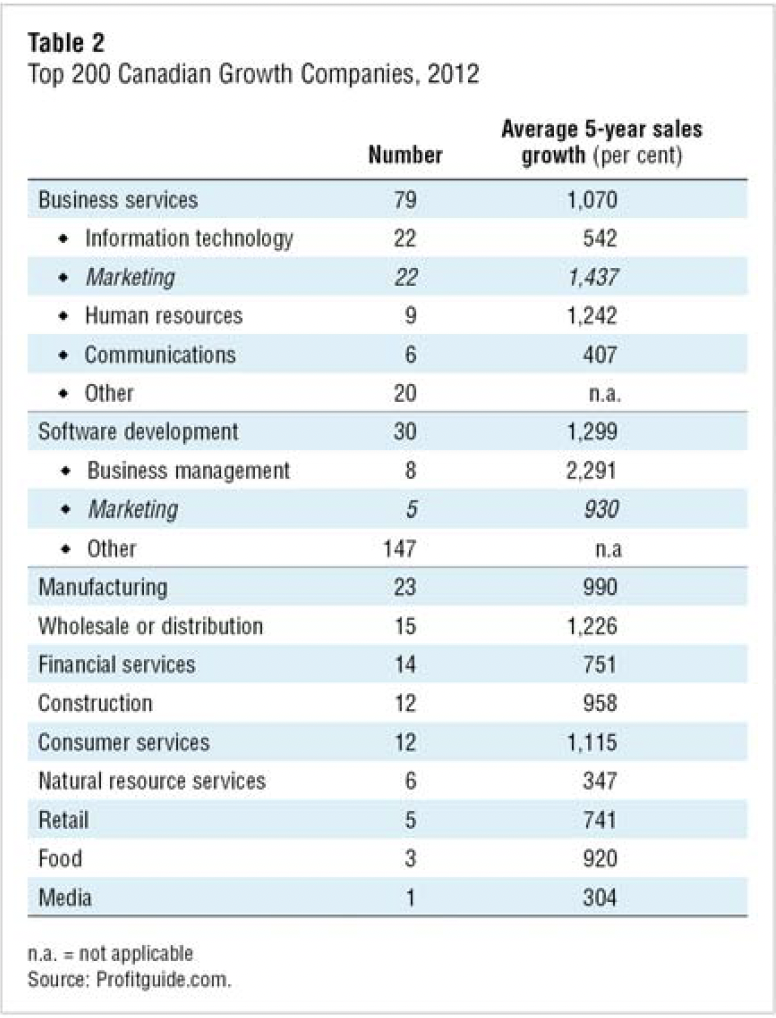 Table 2
Top 200 Canadian Growth Companies, 2012
Number Average 5-year sales growth (per cent)
Business services 79 1,070
◆ Information technology 22 542
◆ Marketing 22 1,437
◆ Human resources 9 1,242
◆ Communications 6 407
◆ Other 20 n.a.
Software development 30 1,299
◆ Business management 8 2,291
◆ Marketing 5 930
◆ Other 147 n.a
Manufacturing 23 990
Wholesale or distribution 15 1,226
Financial services 14 751
Construction 12 958
Consumer services 12 1,115
Natural resource services 6 347
Retail 5 741
Food 3 920
Media 1 304
n.a. = not applicable
Source: Profitguide.com.